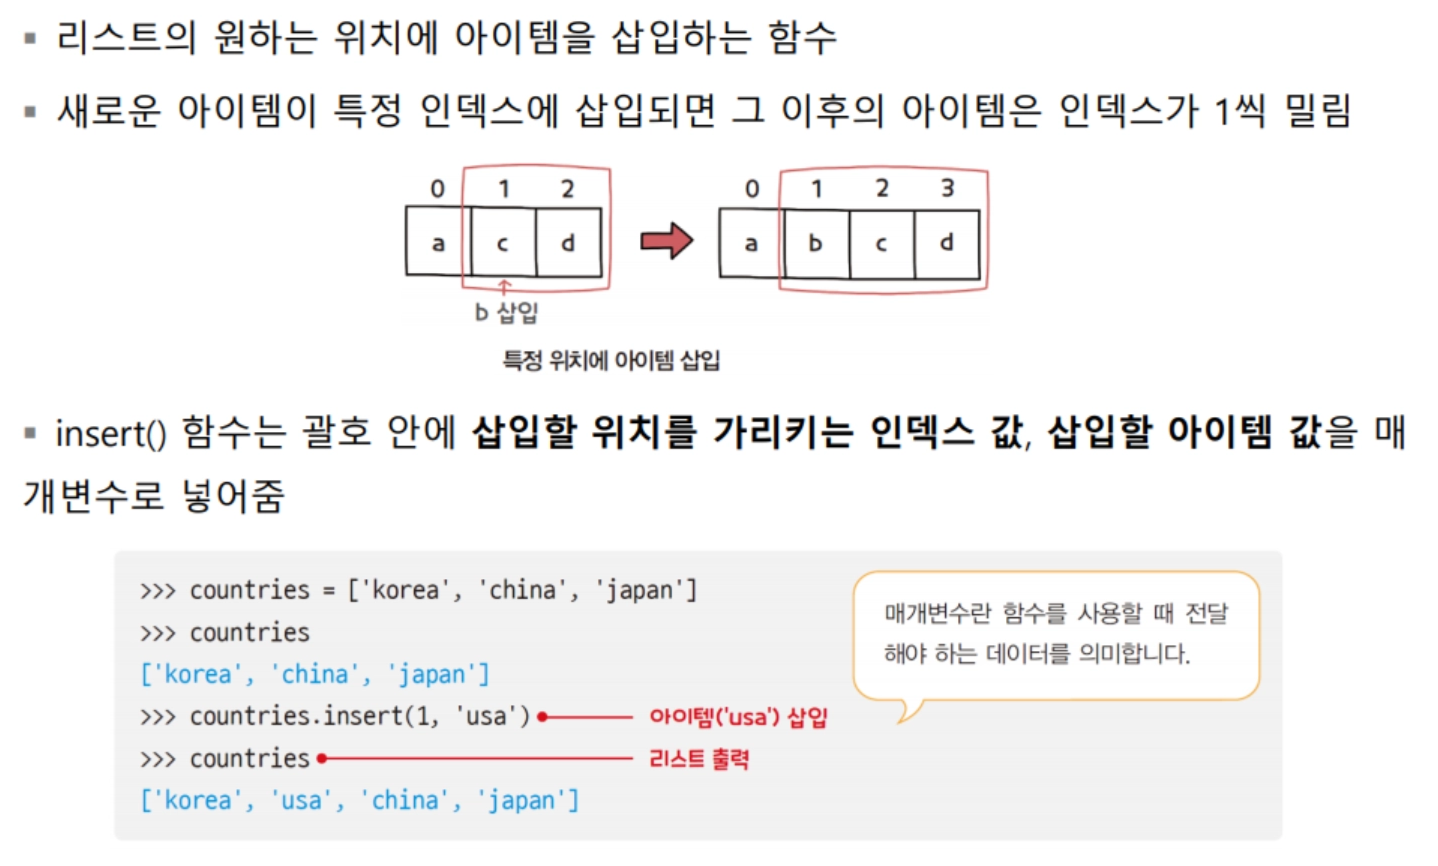 ▪ 리스트의 원하는 위치에 아이템을 삽입하는 함수
▪ 새로운 아이템이 특정 인덱스에 삽입되면 그 이후의 아이템은 인덱스가 1씩 밀림
0 1 2
a c d
b 삽입
0 1 2 3
a b c d
특정 위치에 아이템 삽입
▪ insert() 함수는 괄호 안에 삽입할 위치를 가리키는 인덱스 값, 삽입할 아이템 값을 매
개변수로 넣어줌
>>> countries = ['korea', 'china', 'japan']
>>> countries
['korea', 'china', 'japan']
>>> countries.insert(1, 'usa')
아이템('usa') 삽입
>>> countries
리스트 출력
['korea', 'usa', 'china', 'japan']
매개변수란 함수를 사용할 때 전달
해야 하는 데이터를 의미합니다.